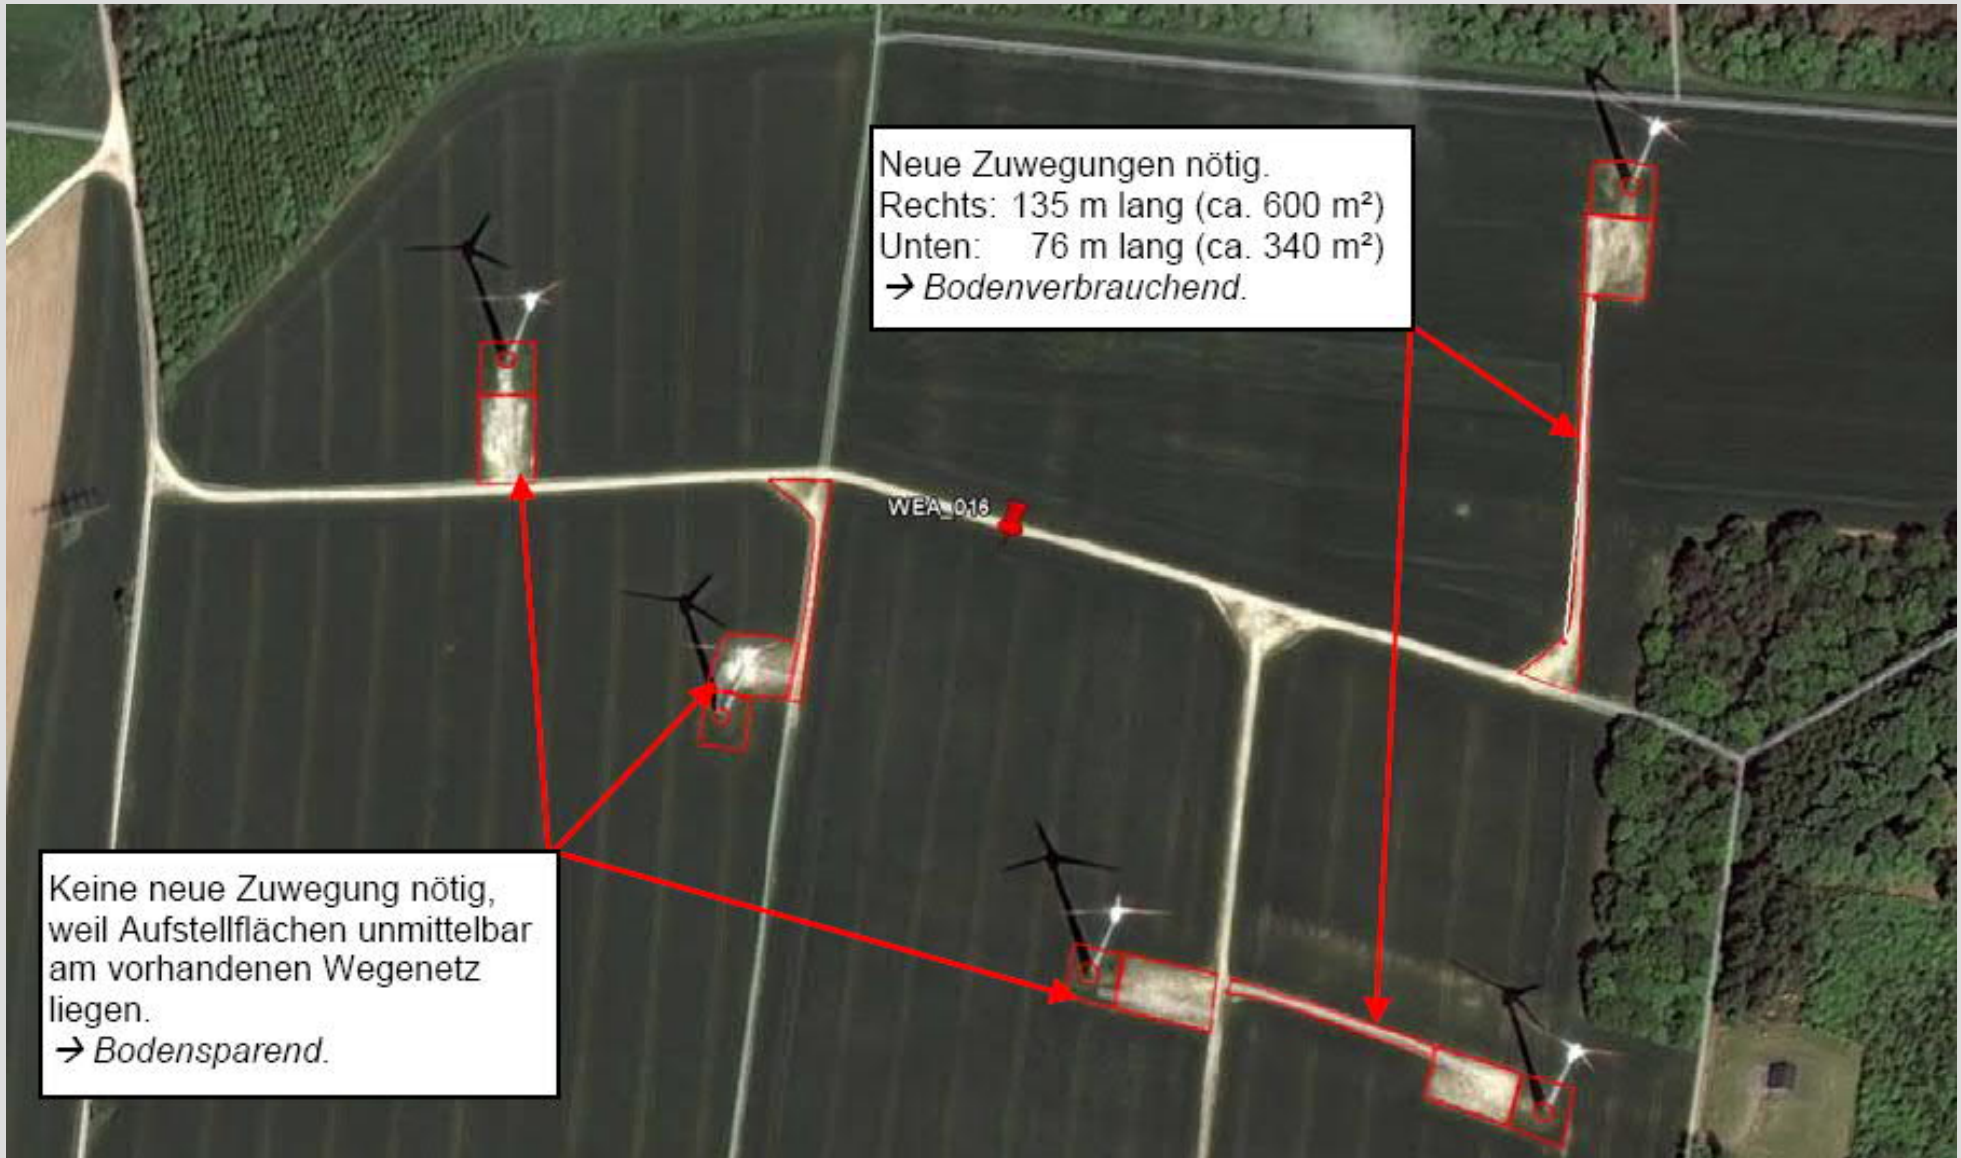 Neue Zuwegungen nötig.
Rechts: 135 m lang (ca. 600 m²)
Unten: 76 m lang (ca. 340 m²)
→ Bodenverbrauchend.
WEA_016
Keine neue Zuwegung nötig,
weil Aufstellflächen unmittelbar
am vorhandenen Wegenetz
liegen.
→ Bodensparend.